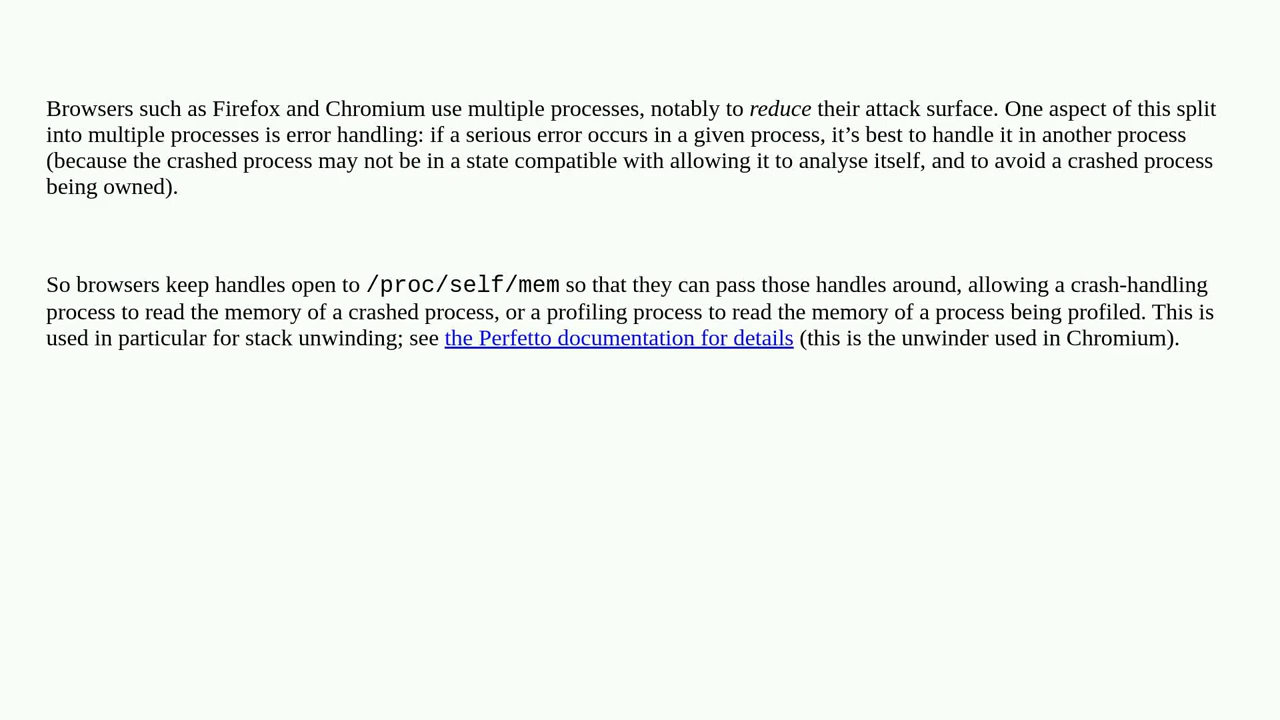 Browsers such as Firefox and Chromium use multiple processes, notably to reduce their attack surface. One aspect of this split
into multiple processes is error handling: if a serious error occurs in a given process, it’s best to handle it in another process
(because the crashed process may not be in a state compatible with allowing it to analyse itself, and to avoid a crashed process
being owned).
So browsers keep handles open to /proc/self/mem so that they can pass those handles around, allowing a crash-handling
process to read the memory of a crashed process, or a profiling process to read the memory of a process being profiled. This is
used in particular for stack unwinding; see the Perfetto documentation for details (this is the unwinder used in Chromium).